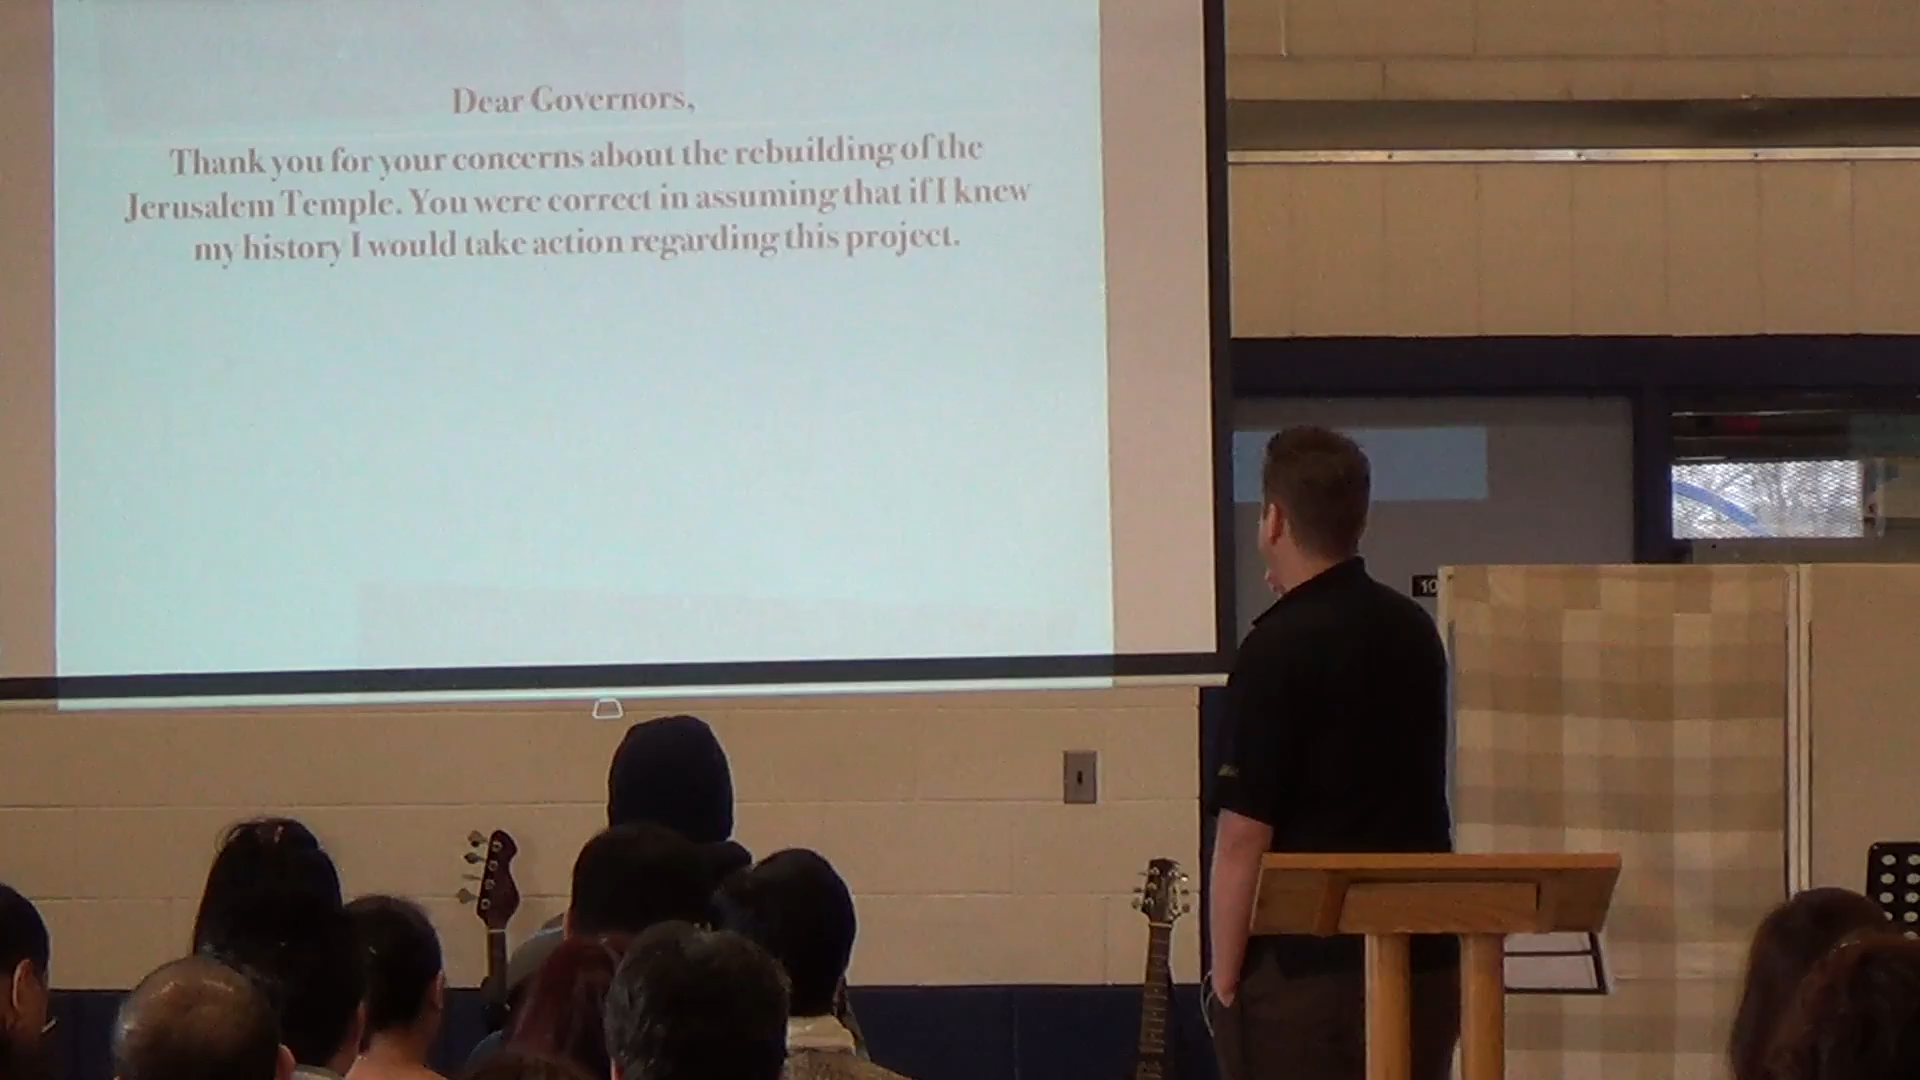 Dear Governors,
Thank you for your concerns about the rebuilding of the
Jerusalem Temple. You were correct in assuming that if I knew
my history I would take action regarding this project.
10